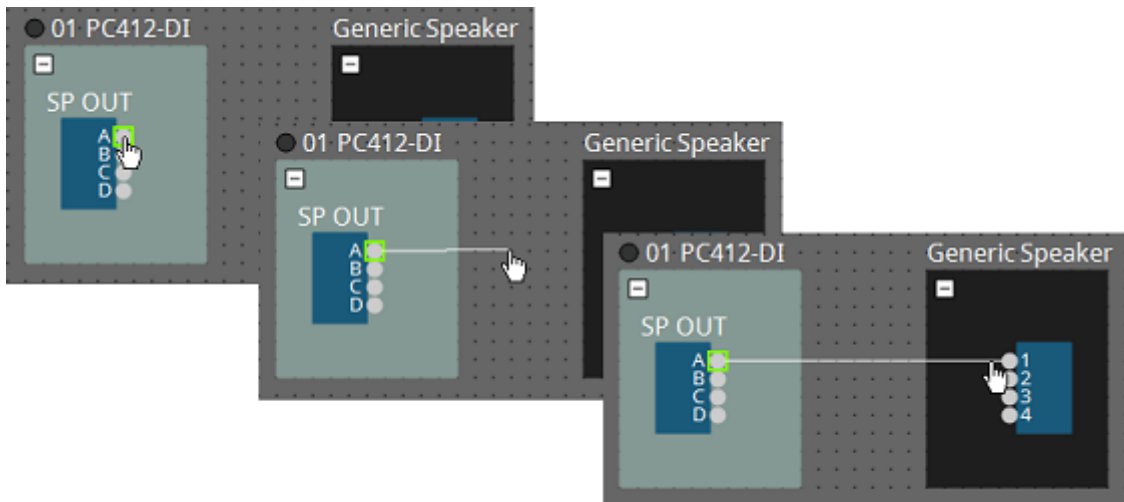 01 PC412-DI
Generic Speaker
SP OUT
A
B
C
D
01 PC412-DI
Generic Speaker
SP OUT
A
B
C
D
01 PC412-DI
Generic Speaker
SP OUT
A
B
C
D
1
2
3
4